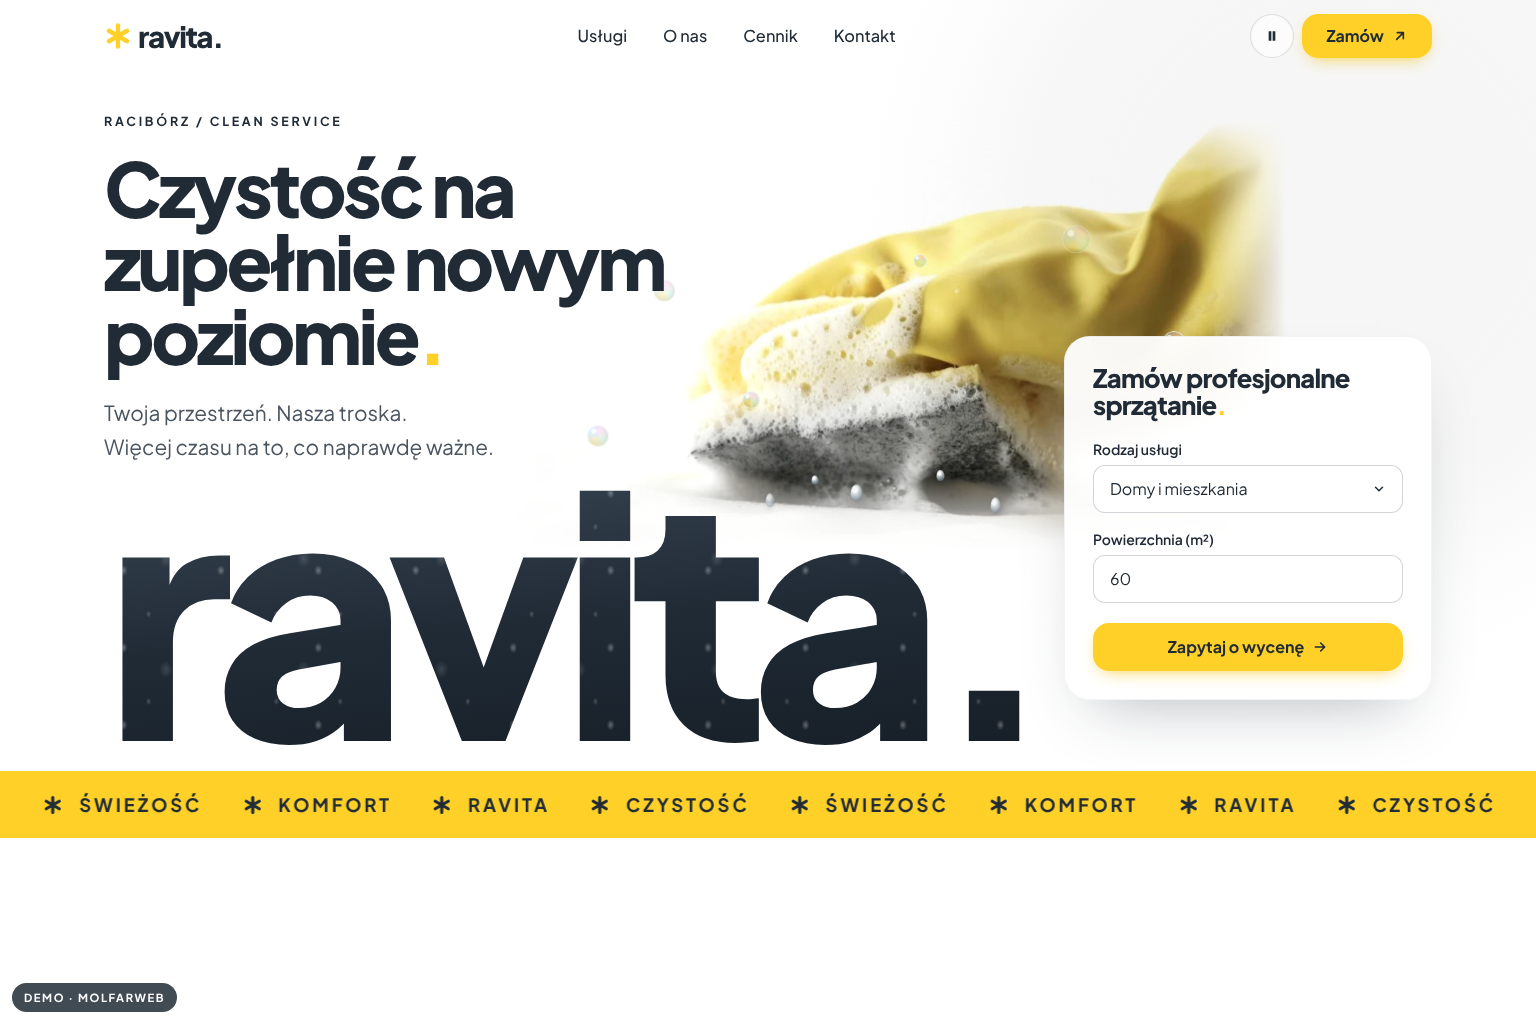 ravita.
Usługi
O nas
Cennik
Kontakt
Zamów
RACIBÓRZ / CLEAN SERVICE
Czystość na
zupełnie nowym
poziomie.
Twoja przestrzeń. Nasza troska.
Więcej czasu na to, co naprawdę ważne.
Zamów profesjonalne
sprzątanie.
Rodzaj usługi
Domy i mieszkania
Powierzchnia (m²)
60
Zapytaj o wycenę →
ravita.
ŚWIEŻOŚĆ KOMFORT RAVITA CZYSTOŚĆ ŚWIEŻOŚĆ KOMFORT RAVITA CZYSTOŚĆ
DEMO · MOLFARWEB